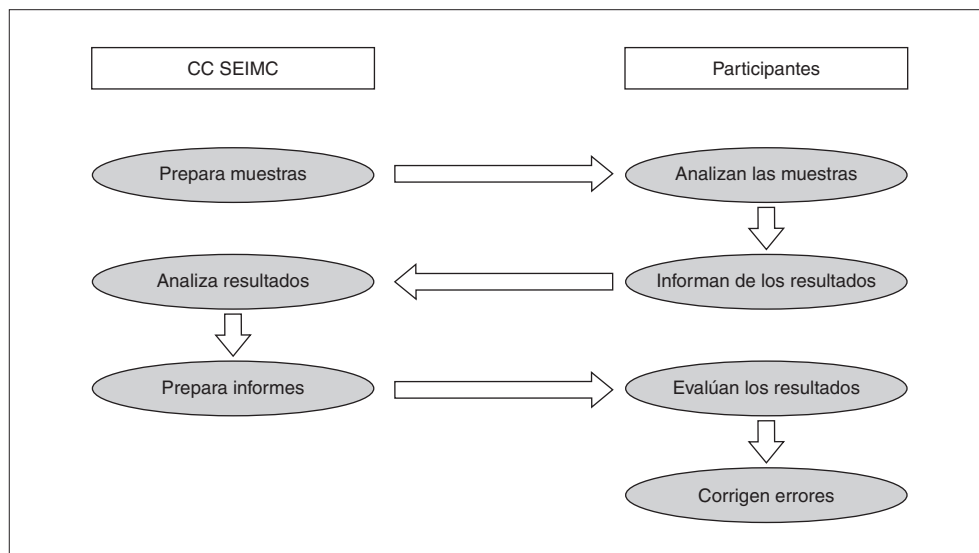 CC SEIMC
Participantes
Prepara muestras
Analizan las muestras
Analiza resultados
Informan de los resultados
Prepara informes
Evalúan los resultados
Corrigen errores